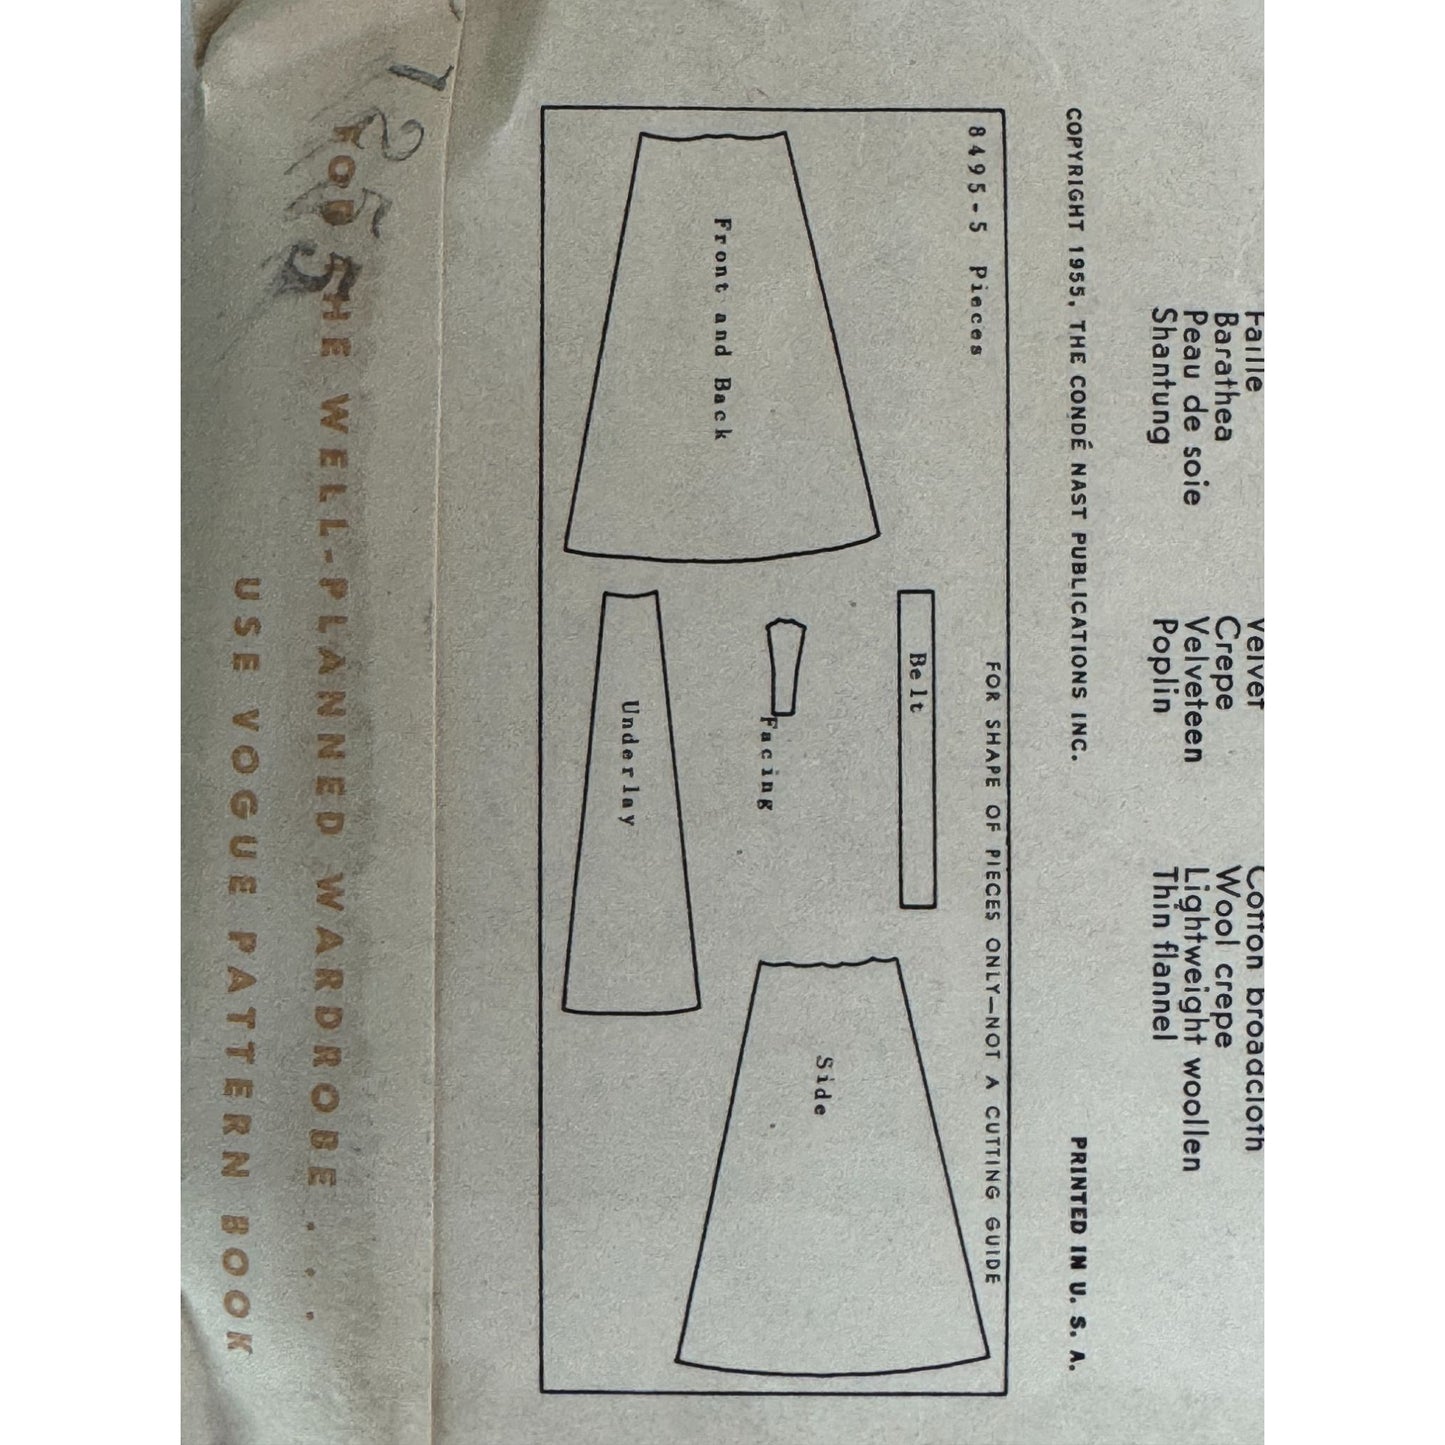 Faille
Barathea
Peau de soie
Shantung
Velvet
Crepe
Velveteen
Poplin
Cotton broadcloth
Wool crepe
Lightweight woollen
Thin flannel
COPYRIGHT 1955, THE CONDÉ NAST PUBLICATIONS INC.
PRINTED IN U. S. A.
8495-5 Pieces
FOR SHAPE OF PIECES ONLY—NOT A CUTTING GUIDE
Front and Back
Belt
Facing
Underlay
Side
1255
FOR THE WELL-PLANNED WARDROBE . . .
USE VOGUE PATTERN BOOK